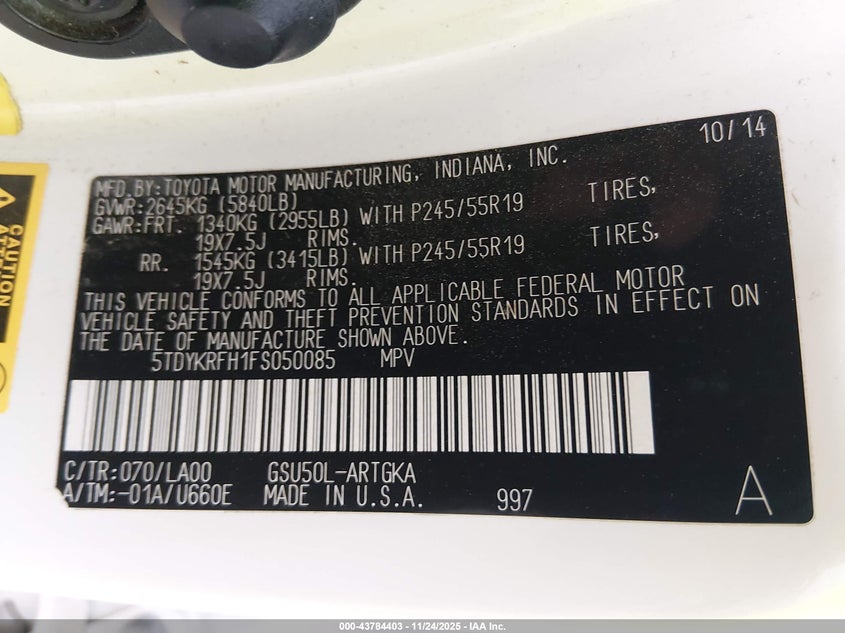 10/14
MFD.BY:TOYOTA MOTOR MANUFACTURING, INDIANA, INC.
GVWR:2645KG (5840LB)
GAWR:FRT. 1340KG (2955LB) WITH P245/55R19 TIRES,
19X7.5J RIMS.
RR. 1545KG (3415LB) WITH P245/55R19 TIRES,
19X7.5J RIMS.
THIS VEHICLE CONFORMS TO ALL APPLICABLE FEDERAL MOTOR
VEHICLE SAFETY AND THEFT PREVENTION STANDARDS IN EFFECT ON
THE DATE OF MANUFACTURE SHOWN ABOVE.
5TDYKRFH1FS050085 MPV
C/TR:070/LA00 GSU50L-ARTGKA
A/TM:-01A/U660E MADE IN U.S.A. 997 A
CAUTION
000-43784403 - 11/24/2025 - IAA Inc.